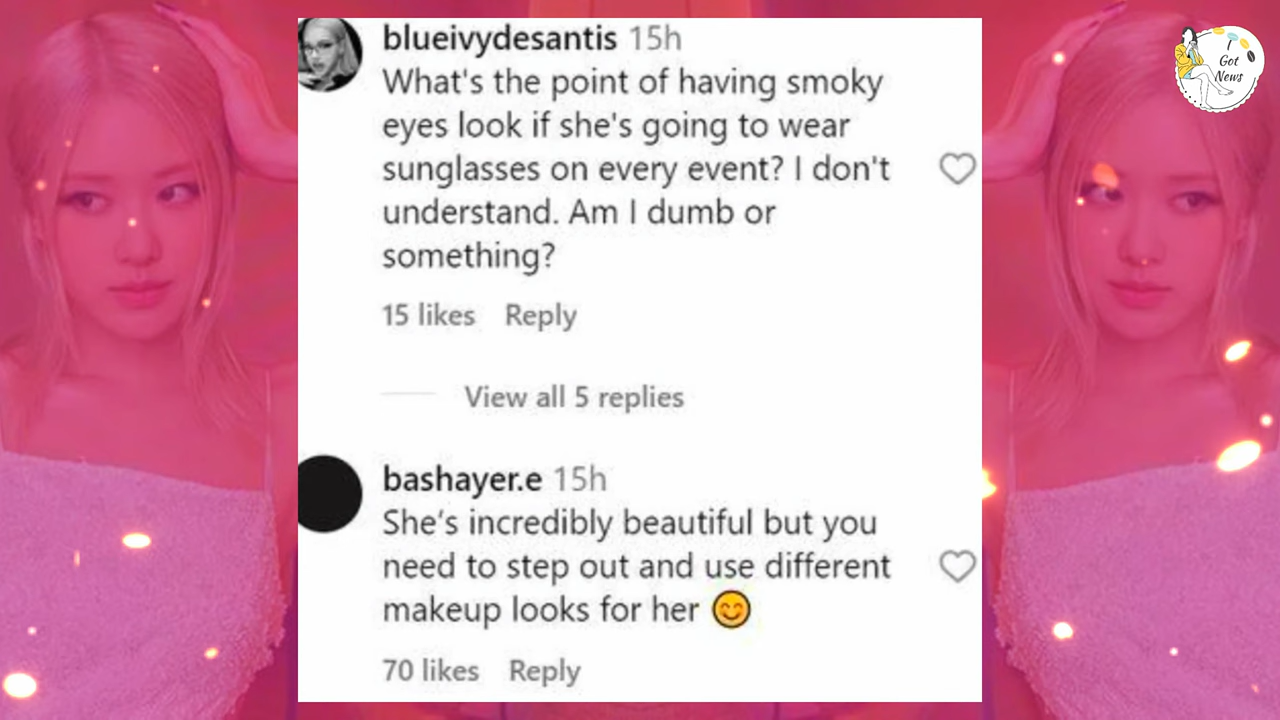 blueivydesantis 15h
What's the point of having smoky
eyes look if she's going to wear
sunglasses on every event? I don't
understand. Am I dumb or
something?
15 likes Reply
View all 5 replies
bashayer.e 15h
She's incredibly beautiful but you
need to step out and use different
makeup looks for her 😊
70 likes Reply
I
Got
News